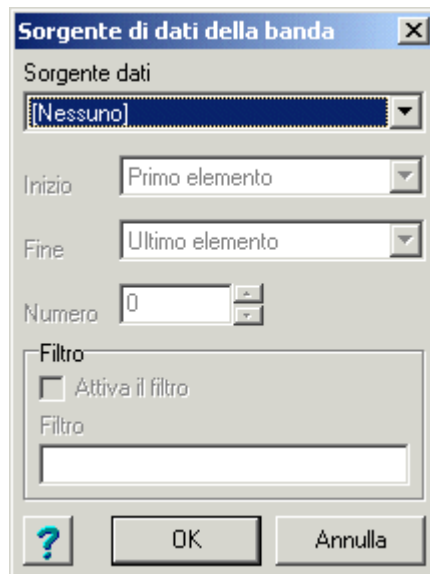 Sorgente di dati della banda
Sorgente dati
[Nessuno]
Inizio Primo elemento
Fine Ultimo elemento
Numero 0
Filtro
Attiva il filtro
Filtro
? OK Annulla